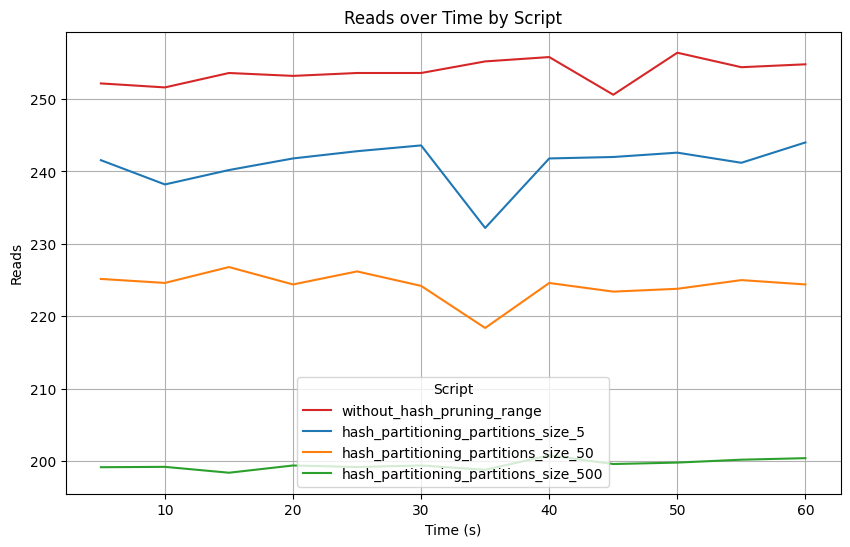 Reads over Time by Script
Reads
250
240
230
220
210
200
Script
without_hash_pruning_range
hash_partitioning_partitions_size_5
hash_partitioning_partitions_size_50
hash_partitioning_partitions_size_500
10 20 30 40 50 60
Time (s)